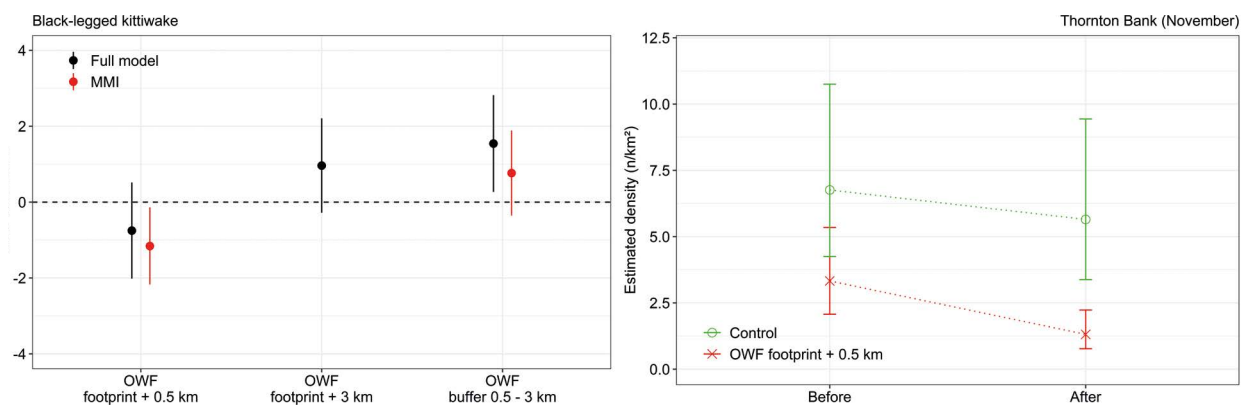 Black-legged kittiwake
4
2
0
-2
-4
Full model
MMI
OWF
footprint + 0.5 km
OWF
footprint + 3 km
OWF
buffer 0.5 - 3 km
Thornton Bank (November)
Estimated density (n/km²)
12.5
10.0
7.5
5.0
2.5
0.0
Control
OWF footprint + 0.5 km
Before
After